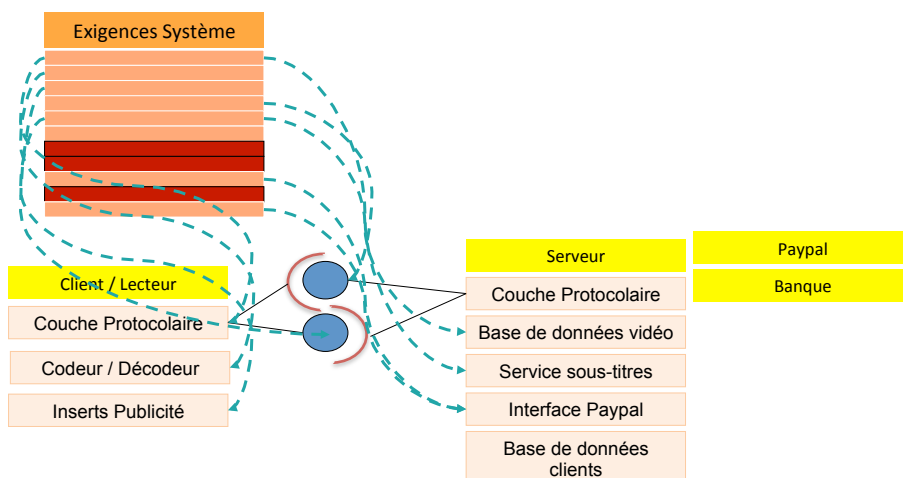 Exigences Système
Client / Lecteur
Couche Protocolaire
Codeur / Décodeur
Inserts Publicité
Serveur
Couche Protocolaire
Base de données vidéo
Service sous-titres
Interface Paypal
Base de données
clients
Paypal
Banque